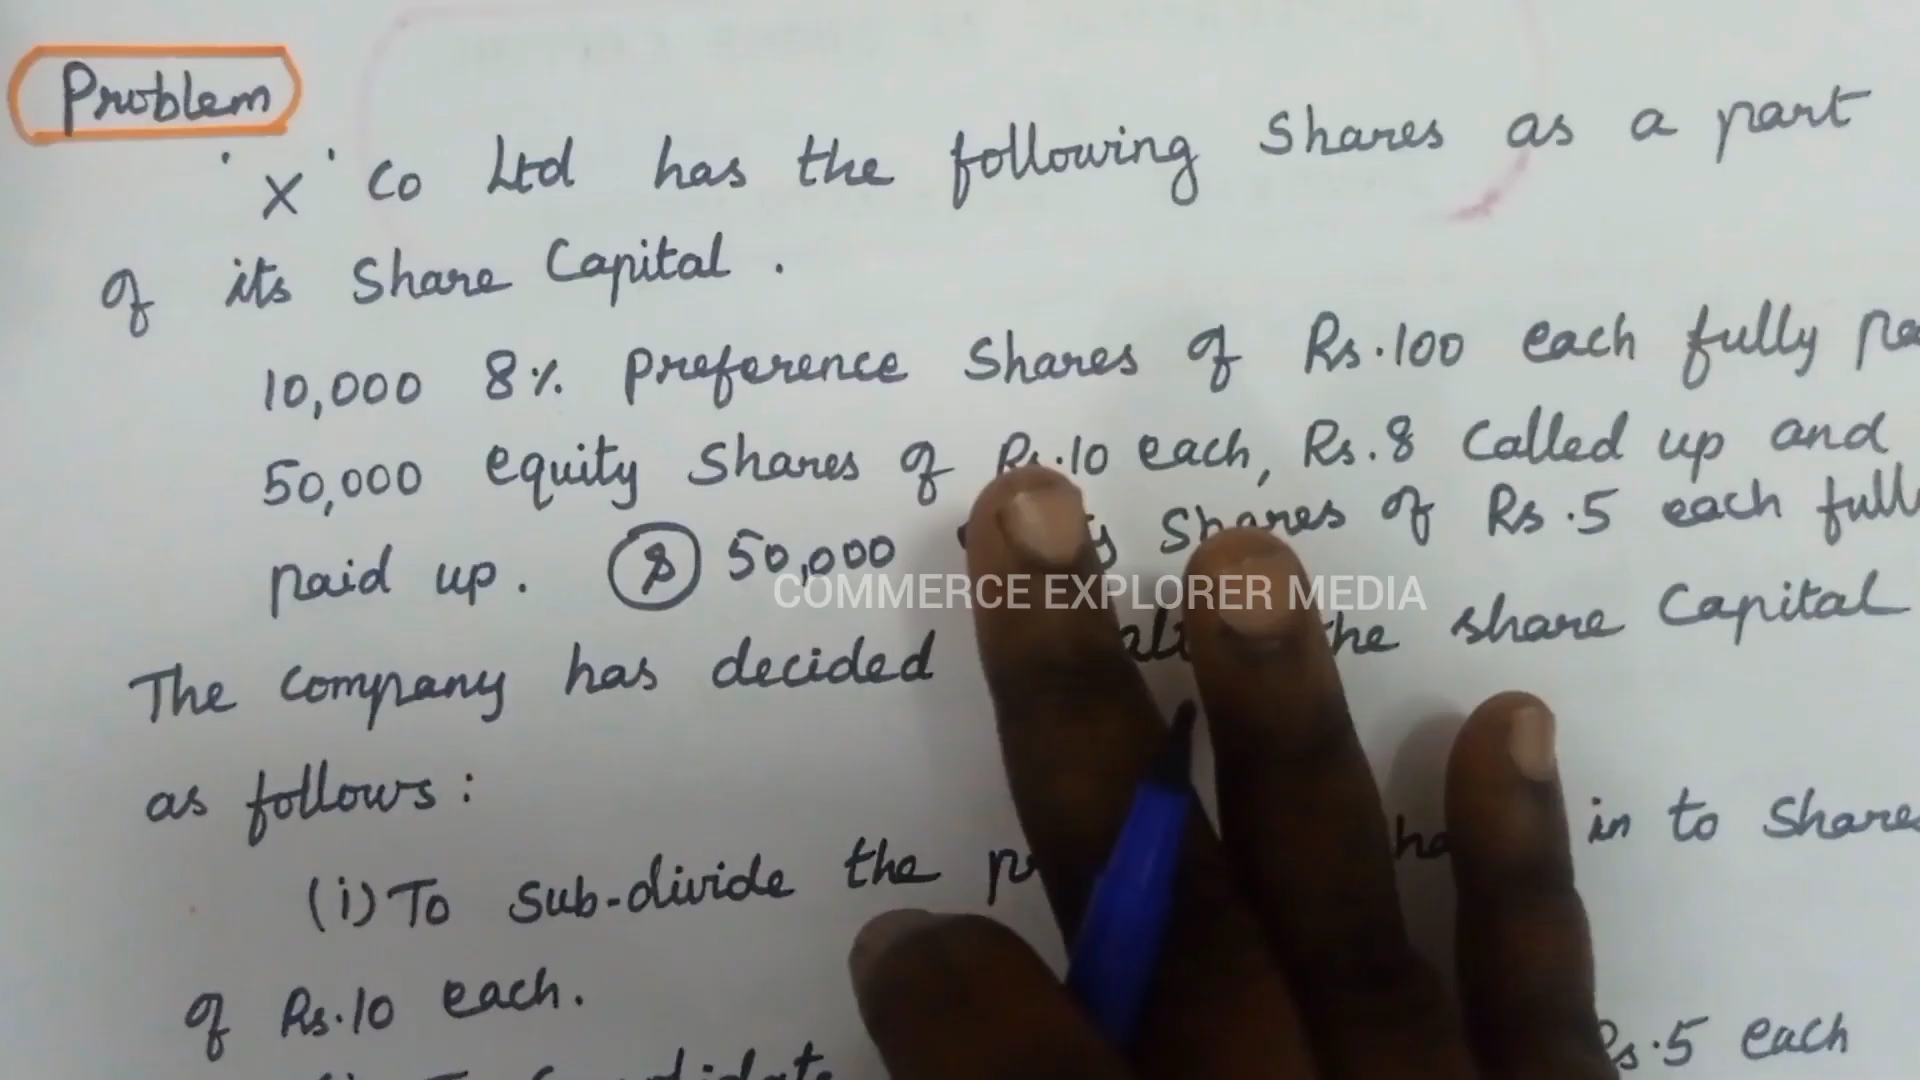 Problem
'X' Co Ltd has the following Shares as a part
of its Share Capital.
10,000 8% Preference Shares of Rs.100 each fully
50,000 equity Shares of Rs.10 each, Rs.8 Called up and
paid up. & 50,000 Shares of Rs.5 each
COMMERCE EXPLORER MEDIA
The Company has decided the share Capital
as follows:
(i) To Sub-divide the in to Shares
of Rs.10 each.
Rs.5 each